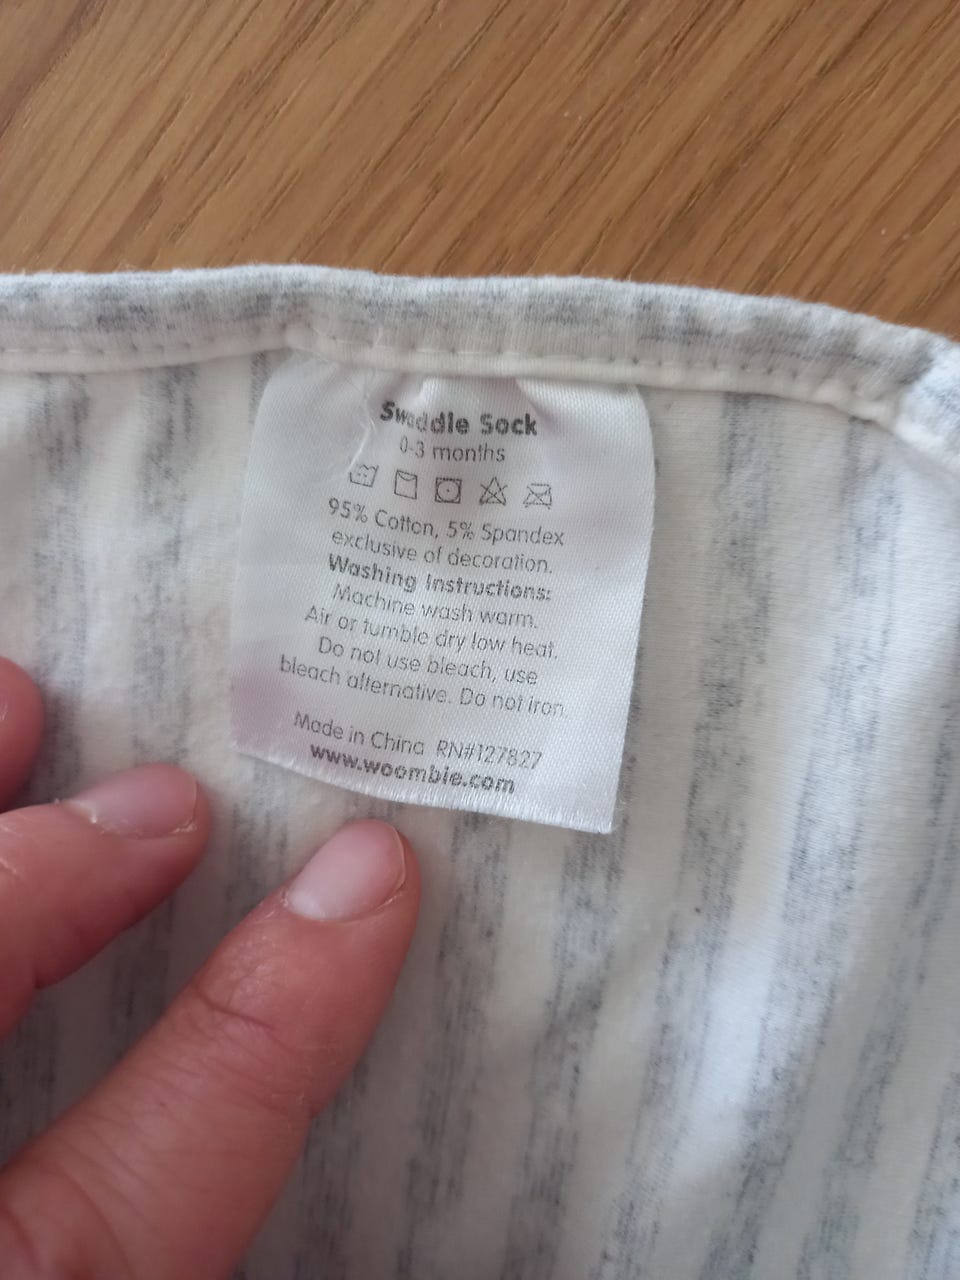 Swaddle Sock
0-3 months
95% Cotton, 5% Spandex
exclusive of decoration.
Washing Instructions:
Machine wash warm.
Air or tumble dry low heat.
Do not use bleach, use
bleach alternative. Do not iron.
Made in China RN#127827
www.woombie.com